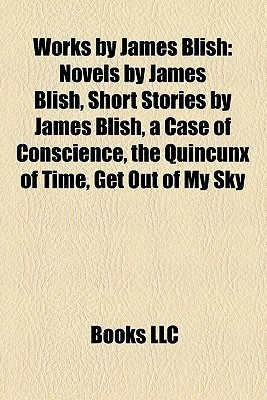 Works by James Blish:
Novels by James
Blish, Short Stories by
James Blish, a Case of
Conscience, the Quincunx
of Time, Get Out of My Sky
Books LLC